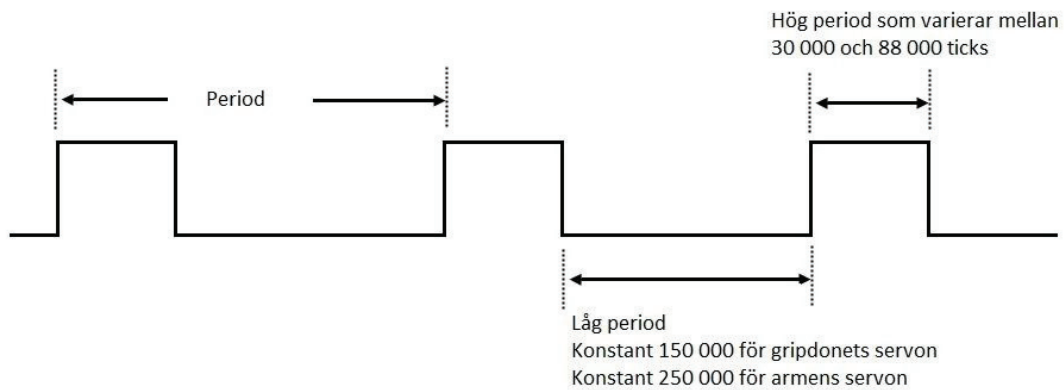 Hög period som varierar mellan
30 000 och 88 000 ticks
Period
Låg period
Konstant 150 000 för gripdonets servon
Konstant 250 000 för armens servon